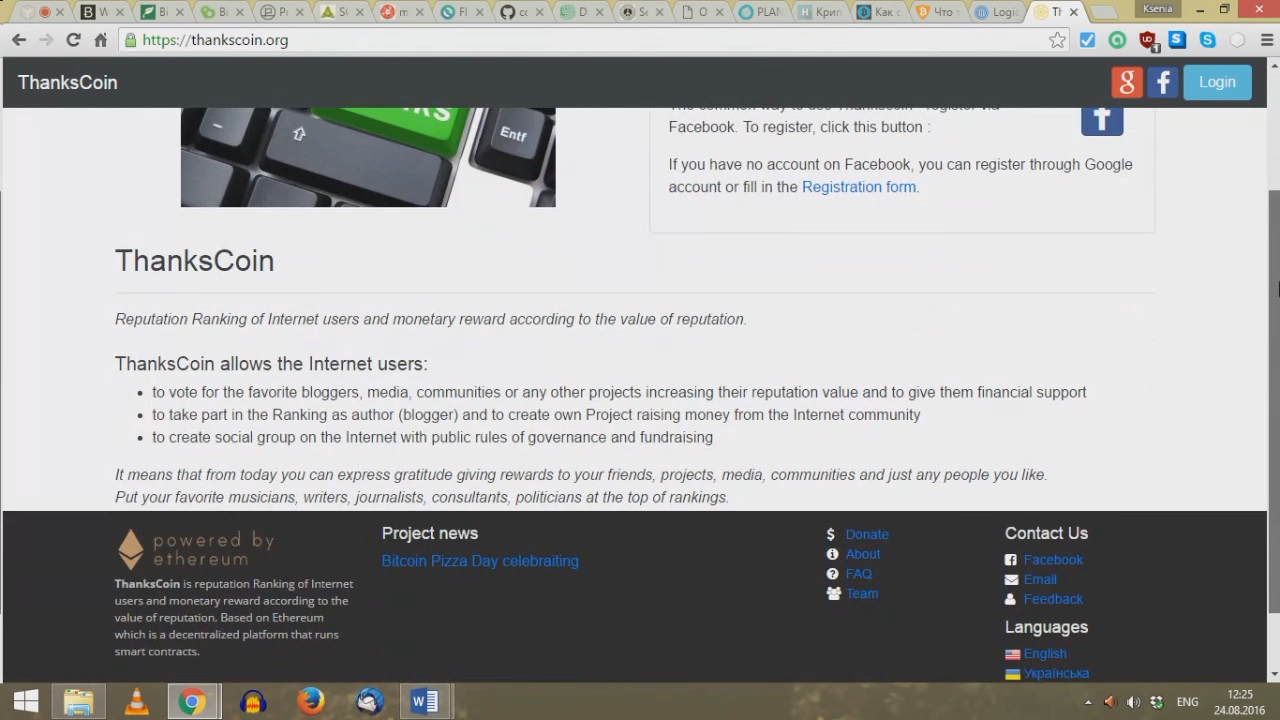 Ksenia
https://thankscoin.org
ThanksCoin
Login
Entf
Facebook. To register, click this button :
If you have no account on Facebook, you can register through Google
account or fill in the Registration form.
ThanksCoin
Reputation Ranking of Internet users and monetary reward according to the value of reputation.
ThanksCoin allows the Internet users:
• to vote for the favorite bloggers, media, communities or any other projects increasing their reputation value and to give them financial support
• to take part in the Ranking as author (blogger) and to create own Project raising money from the Internet community
• to create social group on the Internet with public rules of governance and fundraising
It means that from today you can express gratitude giving rewards to your friends, projects, media, communities and just any people you like.
Put your favorite musicians, writers, journalists, consultants, politicians at the top of rankings.
powered by
ethereum
ThanksCoin is reputation Ranking of Internet
users and monetary reward according to the
value of reputation. Based on Ethereum
which is a decentralized platform that runs
smart contracts.
Project news
Bitcoin Pizza Day celebraiting
Donate
About
FAQ
Team
Contact Us
Facebook
Email
Feedback
Languages
English
Українська
ENG
12:25
24.08.2016